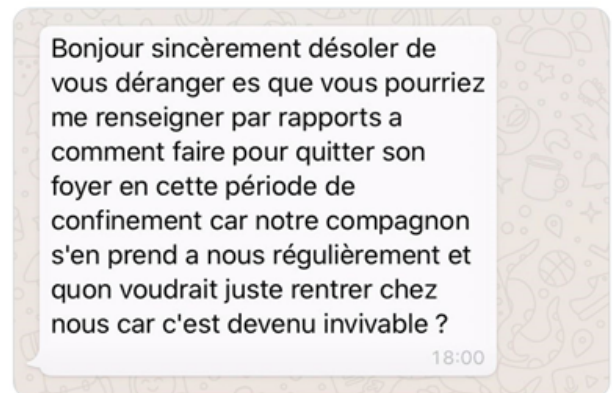 Bonjour sincèrement désoler de
vous déranger es que vous pourriez
me renseigner par rapports a
comment faire pour quitter son
foyer en cette période de
confinement car notre compagnon
s'en prend a nous régulièrement et
quon voudrait juste rentrer chez
nous car c'est devenu invivable ?
18:00